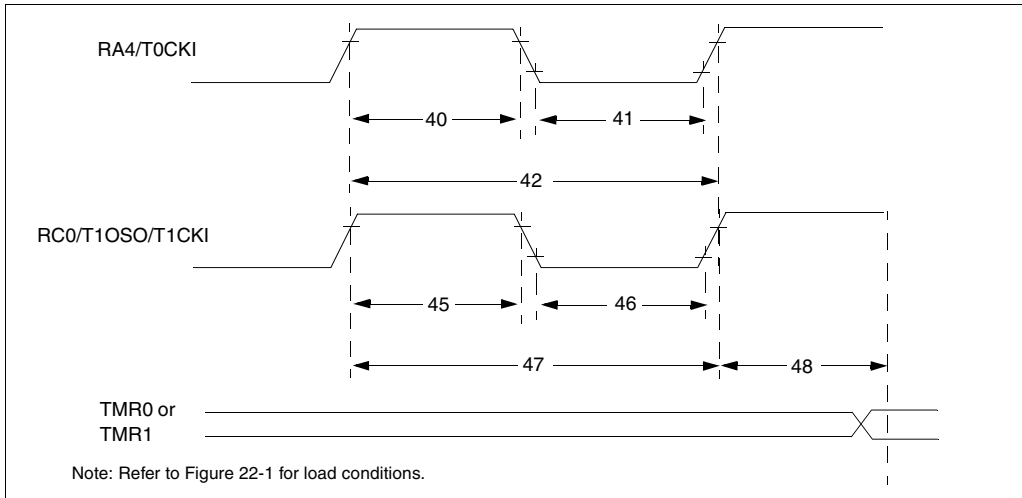 RA4/T0CKI
40
41
42
RC0/T1OSO/T1CKI
45
46
47
48
TMR0 or
TMR1
Note: Refer to Figure 22-1 for load conditions.